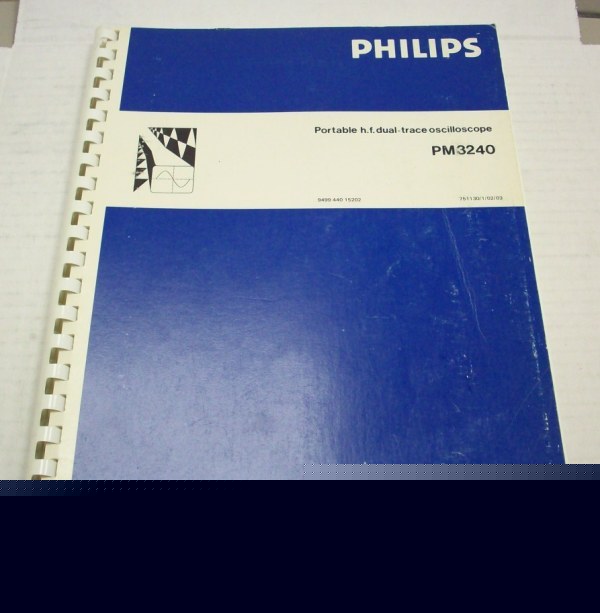 PHILIPS
Portable h.f. dual-trace oscilloscope
PM3240
9499 440 15202